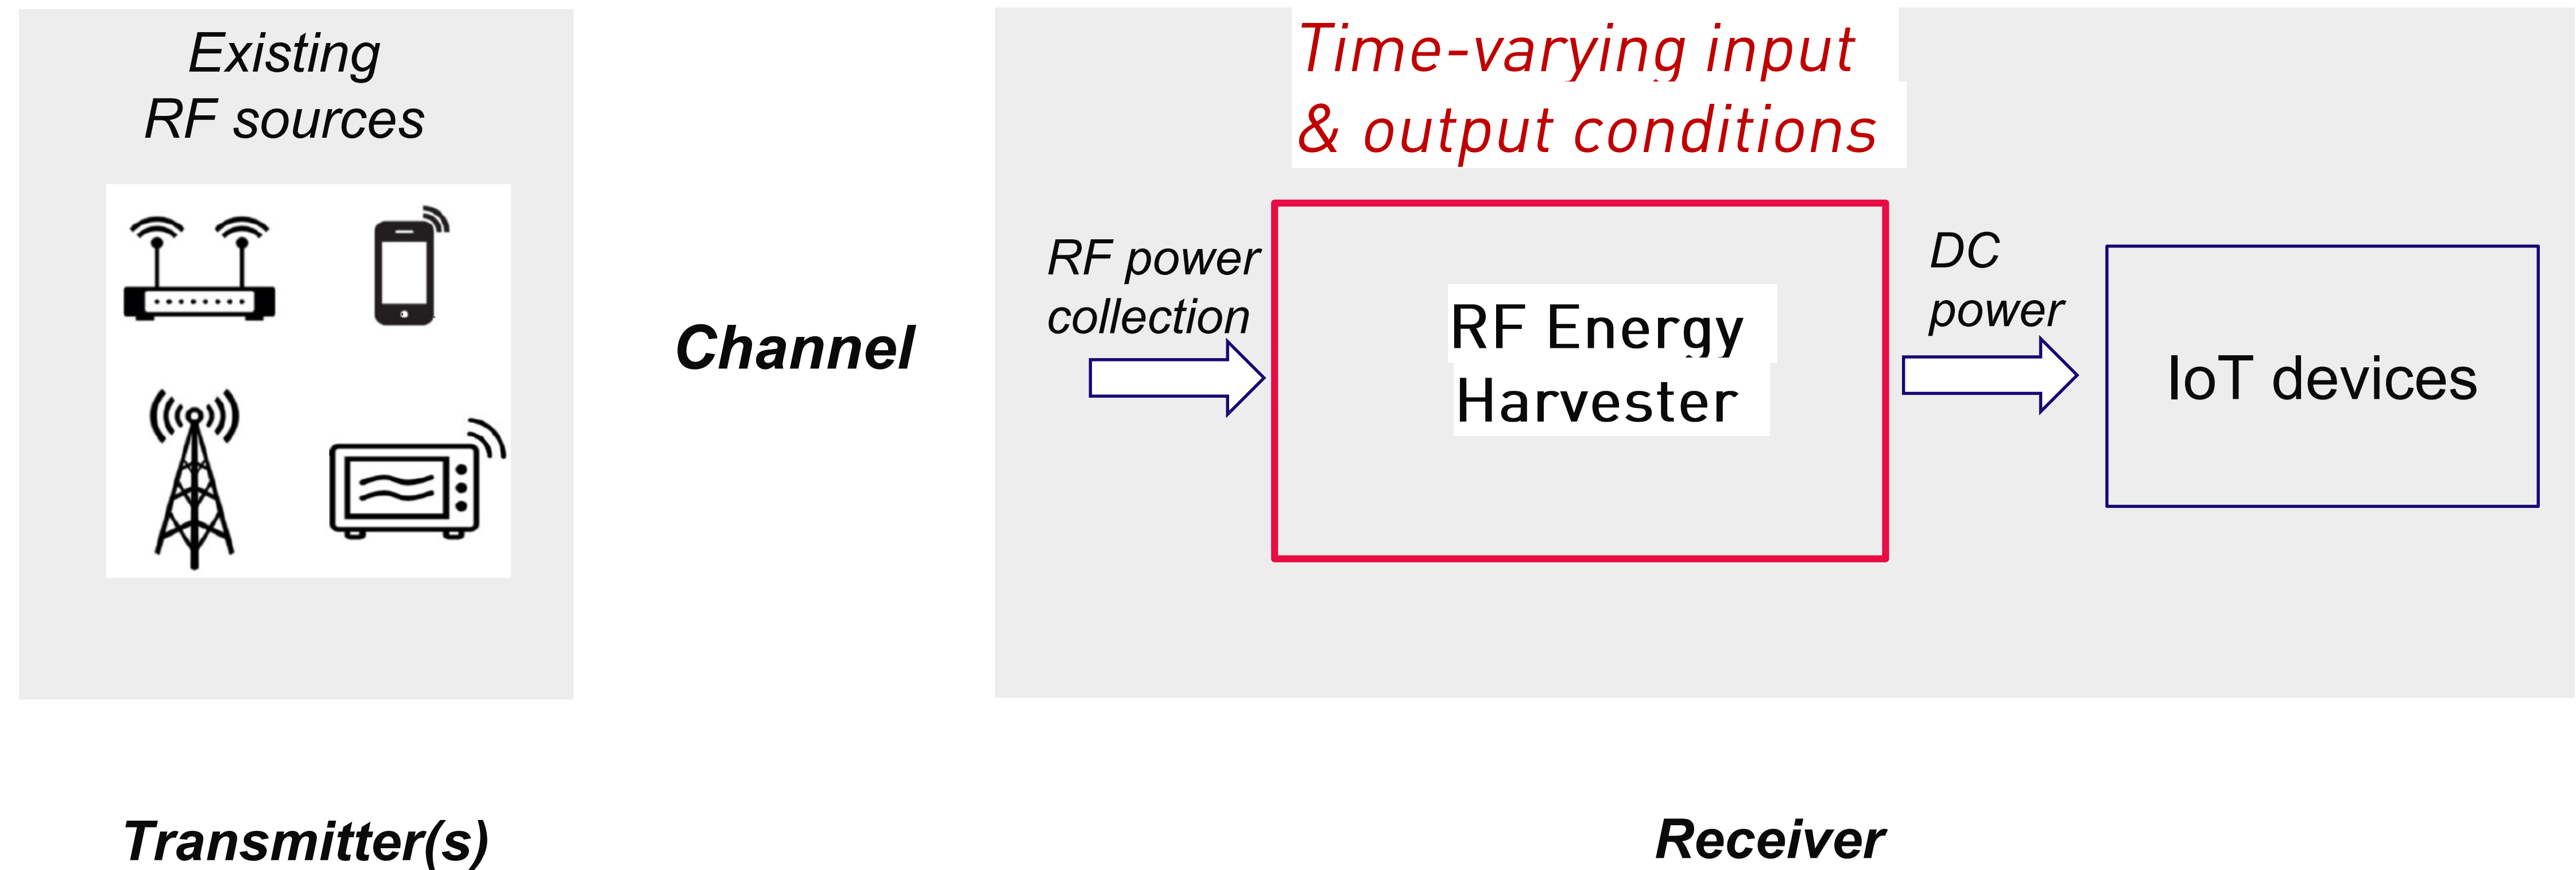 Existing
RF sources
Channel
Time-varying input
& output conditions
RF power
collection
RF Energy
Harvester
DC
power
IoT devices
Transmitter(s)
Receiver